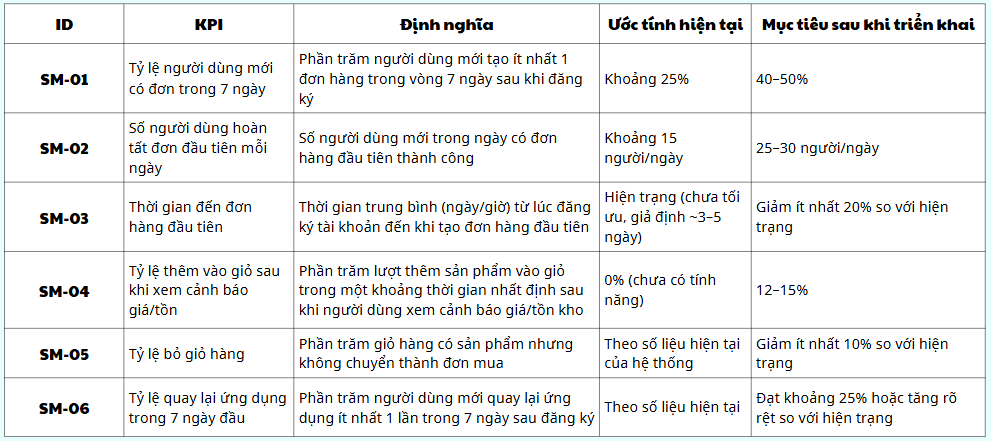 ID
KPI
Định nghĩa
Ước tính hiện tại
Mục tiêu sau khi triển khai
SM-01
Tỷ lệ người dùng mới
có đơn trong 7 ngày
Phần trăm người dùng mới tạo ít nhất 1
đơn hàng trong vòng 7 ngày sau khi đăng
ký
Khoảng 25%
40–50%
SM-02
Số người dùng hoàn
tất đơn đầu tiên mỗi
ngày
Số người dùng mới trong ngày có đơn
hàng đầu tiên thành công
Khoảng 15
người/ngày
25–30 người/ngày
SM-03
Thời gian đến đơn
hàng đầu tiên
Thời gian trung bình (ngày/giờ) từ lúc đăng
ký tài khoản đến khi tạo đơn hàng đầu tiên
Hiện trạng (chưa tối
ưu, giả định ~3–5
ngày)
Giảm ít nhất 20% so với hiện
trạng
SM-04
Tỷ lệ thêm vào giỏ sau
khi xem cảnh báo
giá/tồn
Phần trăm lượt thêm sản phẩm vào giỏ
trong một khoảng thời gian nhất định sau
khi người dùng xem cảnh báo giá/tồn kho
0% (chưa có tính
năng)
12–15%
SM-05
Tỷ lệ bỏ giỏ hàng
Phần trăm giỏ hàng có sản phẩm nhưng
không chuyển thành đơn mua
Theo số liệu hiện tại
của hệ thống
Giảm ít nhất 10% so với hiện
trạng
SM-06
Tỷ lệ quay lại ứng dụng
trong 7 ngày đầu
Phần trăm người dùng mới quay lại ứng
dụng ít nhất 1 lần trong 7 ngày sau đăng ký
Theo số liệu hiện tại
Đạt khoảng 25% hoặc tăng rõ
rệt so với hiện trạng